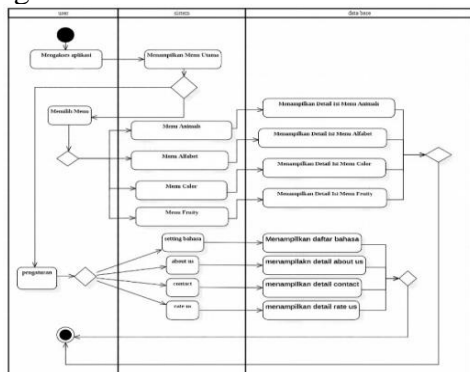 user
data base
Mengakses aplikasi
Menampilkan Menu Utama
Memilih Menu
Menu Animals
Menu Alfabet
Menu Color
Menu Fruity
Menampilkan Detail Isi Menu Animals
Menampilkan Detail Isi Menu Alfabet
Menampilkan Detail Isi Menu Color
Menampilkan Detail Isi Menu Fruity
pengaturan
setting bahasa
about us
contact
rate us
Menampilkan daftar bahasa
menampilakn detail about us
menampilkan detail contact
menampilkan detail rate us